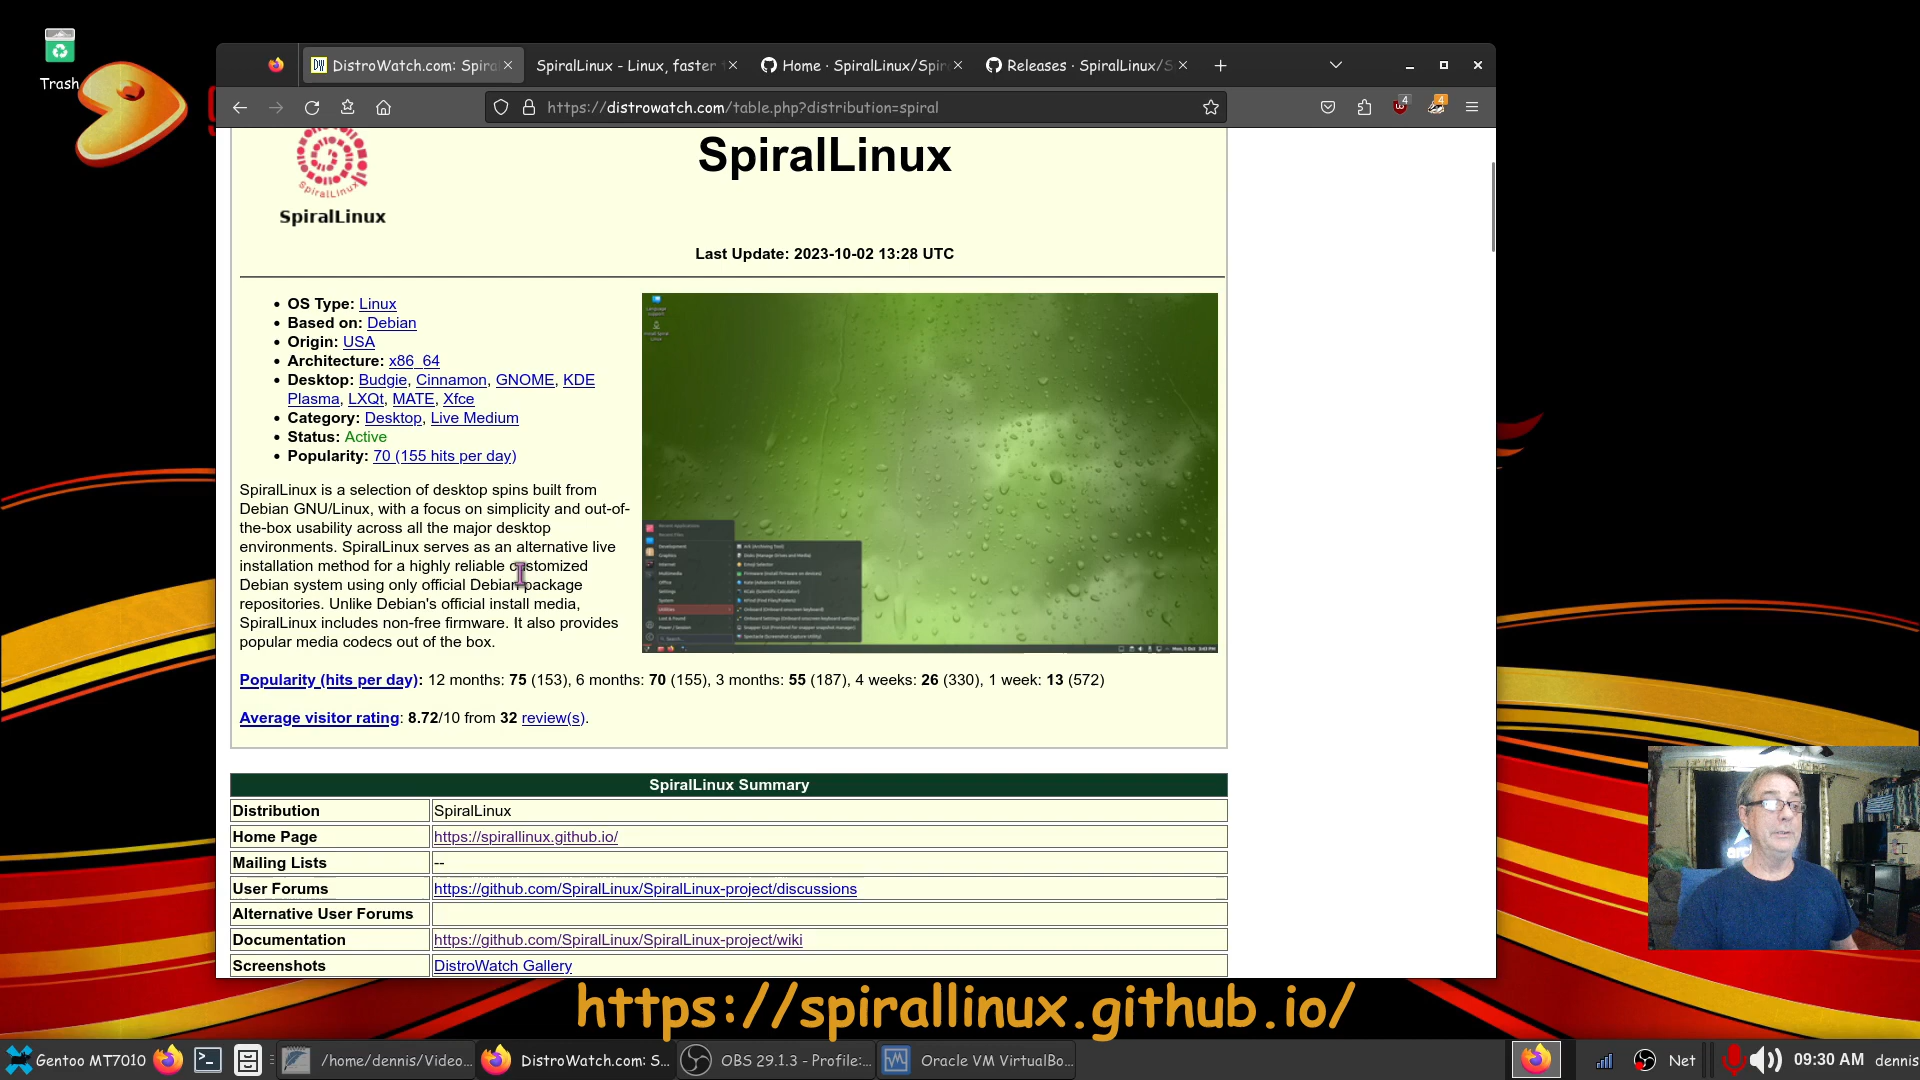 Trash
DistroWatch.com: Spira
SpiralLinux - Linux, faster
Home · SpiralLinux/Spir
Releases · SpiralLinux/S
https://distrowatch.com/table.php?distribution=spiral
4
4
SpiralLinux
SpiralLinux
SpiralLinux
Last Update: 2023-10-02 13:28 UTC
• OS Type: Linux
• Based on: Debian
• Origin: USA
• Architecture: x86_64
• Desktop: Budgie, Cinnamon, GNOME, KDE
Plasma, LXQt, MATE, Xfce
• Category: Desktop, Live Medium
• Status: Active
• Popularity: 70 (155 hits per day)
SpiralLinux is a selection of desktop spins built from
Debian GNU/Linux, with a focus on simplicity and out-of-
the-box usability across all the major desktop
environments. SpiralLinux serves as an alternative live
installation method for a highly reliable customized
Debian system using only official Debian package
repositories. Unlike Debian's official install media,
SpiralLinux includes non-free firmware. It also provides
popular media codecs out of the box.
Popularity (hits per day): 12 months: 75 (153), 6 months: 70 (155), 3 months: 55 (187), 4 weeks: 26 (330), 1 week: 13 (572)
Average visitor rating: 8.72/10 from 32 review(s).
SpiralLinux Summary
Distribution SpiralLinux
Home Page https://spirallinux.github.io/
Mailing Lists --
User Forums https://github.com/SpiralLinux/SpiralLinux-project/discussions
Alternative User Forums
Documentation https://github.com/SpiralLinux/SpiralLinux-project/wiki
Screenshots DistroWatch Gallery
https://spirallinux.github.io/
Gentoo MT7010
/home/dennis/Video...
DistroWatch.com: S...
OBS 29.1.3 - Profile:...
Oracle VM VirtualBo...
Net
09:30 AM
dennis